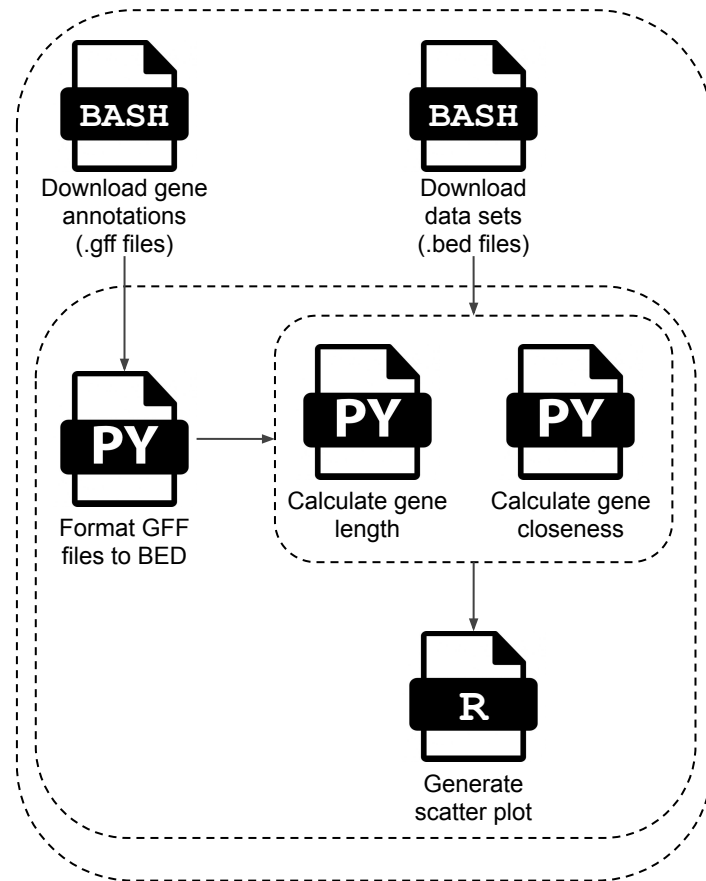 BASH
Download gene
annotations
(.gff files)
BASH
Download
data sets
(.bed files)
PY
Format GFF
files to BED
PY
Calculate gene
length
PY
Calculate gene
closeness
R
Generate
scatter plot